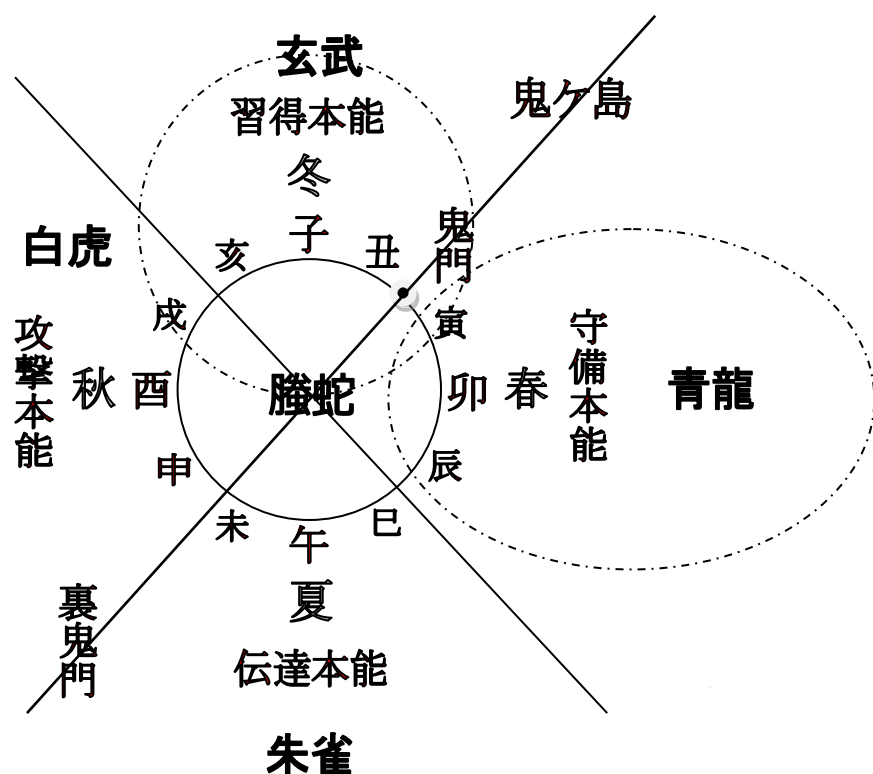 玄武
習得本能
冬
子
亥
丑
鬼ケ島
鬼門
白虎
戌
寅
攻撃本能
秋
酉
螣蛇
卯
春
守備本能
青龍
申
辰
未
午
巳
夏
裏鬼門
伝達本能
朱雀